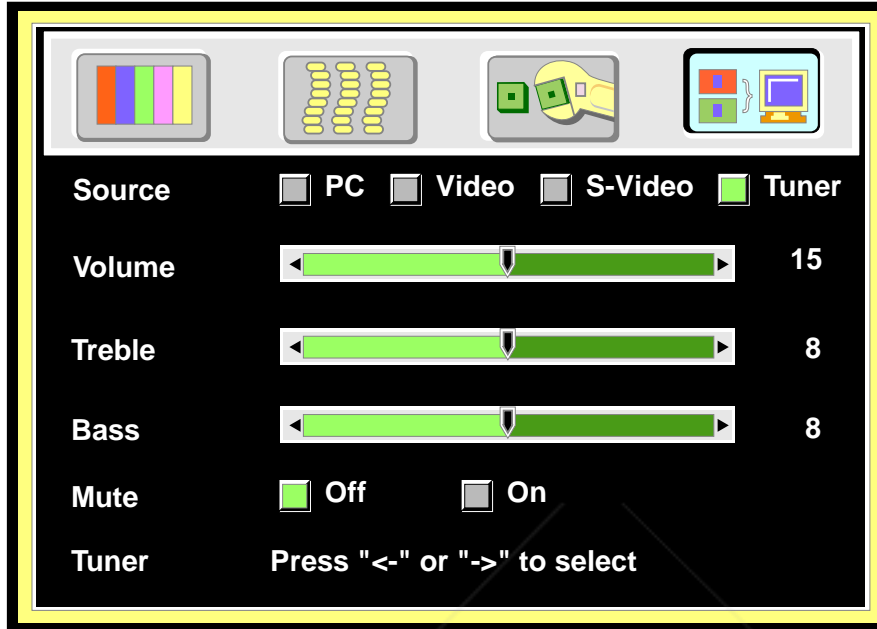 Source PC Video S-Video Tuner
Volume 15
Treble 8
Bass 8
Mute Off On
Tuner Press "<-" or "->" to select